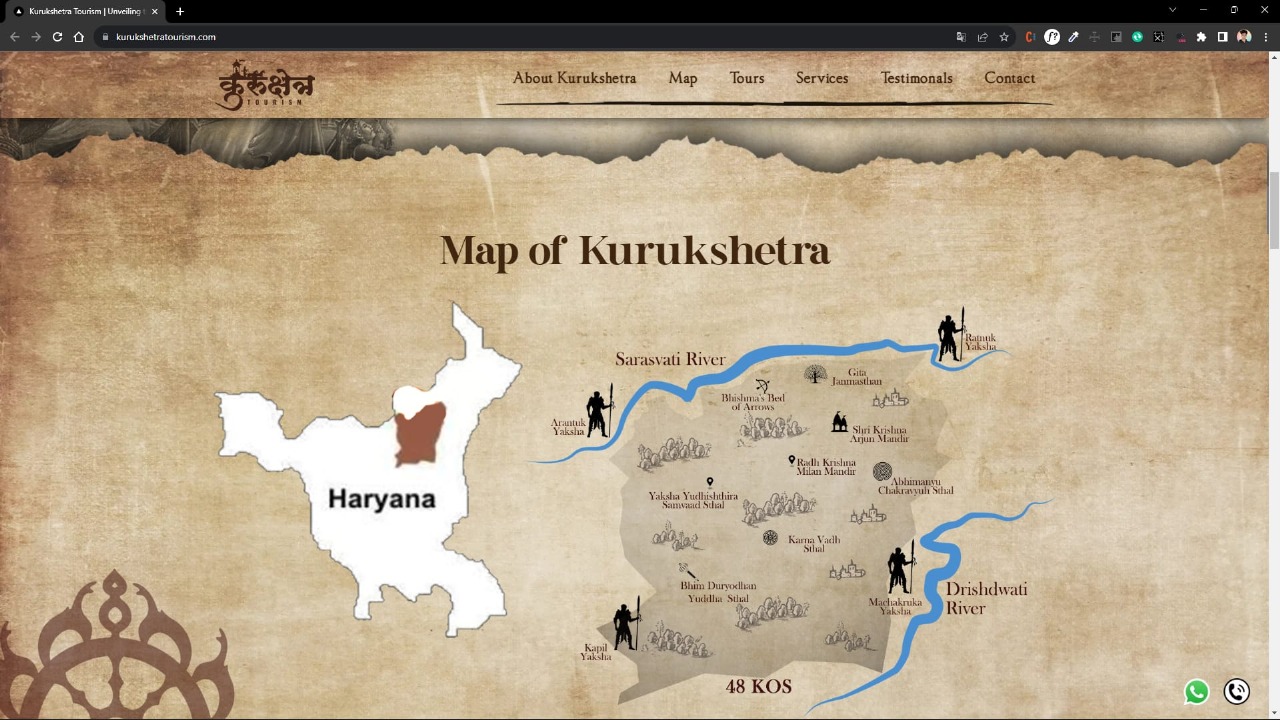 Kurukshetra Tourism | Unveiling
kurukshetratourism.com
कुरुक्षेत्र
TOURISM
About Kurukshetra
Map
Tours
Services
Testimonals
Contact
Map of Kurukshetra
Haryana
Sarasvati River
Ratnuk
Yaksha
Arantuk
Yaksha
Bhishma's Bed
of Arrows
Gita
Janmasthan
Shri Krishna
Arjun Mandir
Radh Krishna
Milan Mandir
Abhimanyu
Chakravyuh Sthal
Yaksha Yudhishthira
Samvaad Sthal
Karna Vadh
Sthal
Bhim Duryodhan
Yuddha Sthal
Machakruka
Yaksha
Drishdwati
River
Kapil
Yaksha
48 KOS